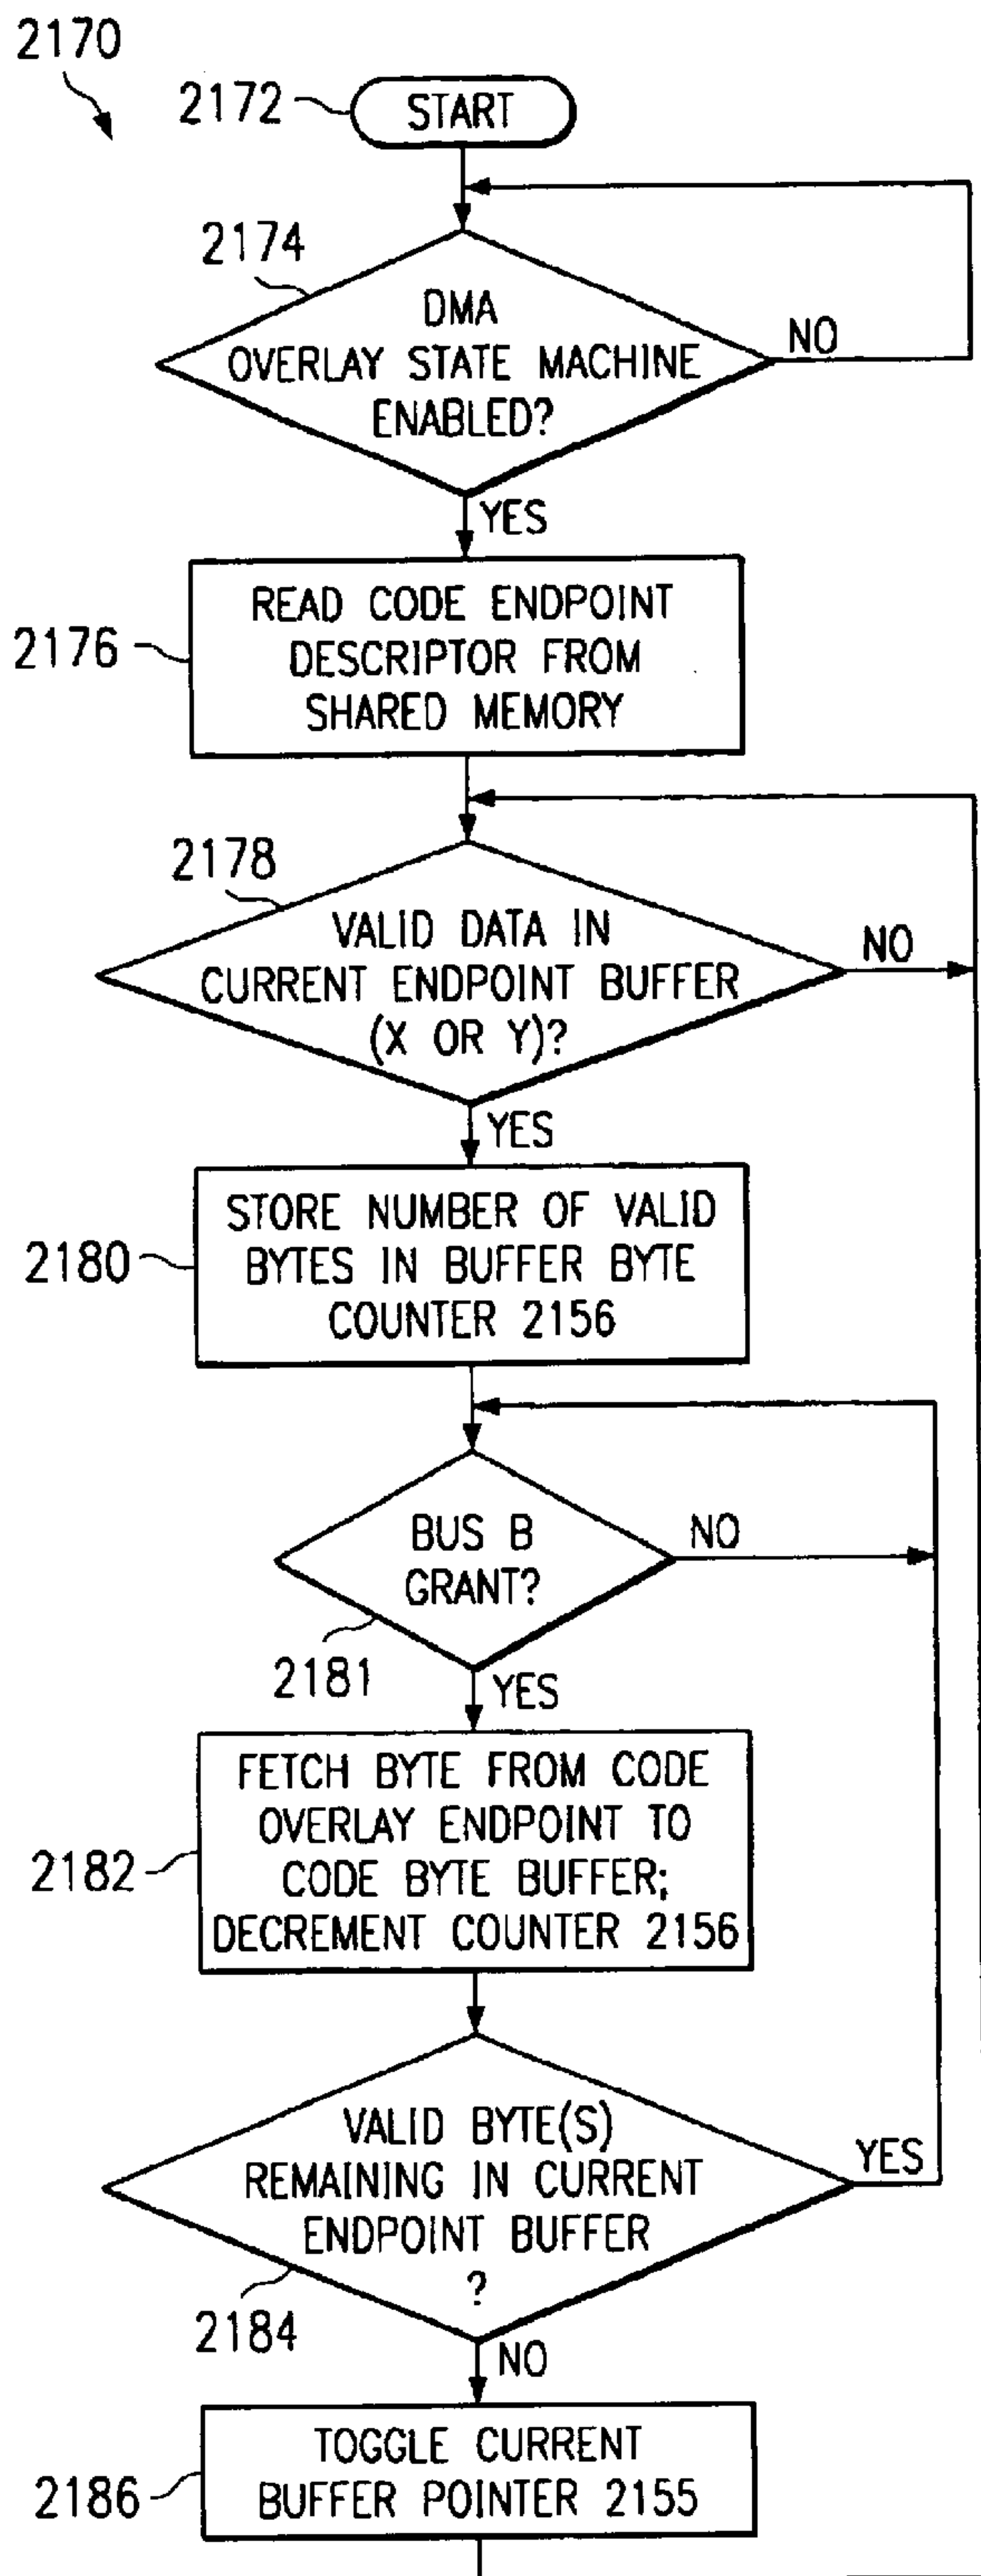 2170
2172
START
2174
DMA
OVERLAY STATE MACHINE
ENABLED?
NO
YES
2176
READ CODE ENDPOINT
DESCRIPTOR FROM
SHARED MEMORY
2178
VALID DATA IN
CURRENT ENDPOINT BUFFER
(X OR Y)?
NO
YES
2180
STORE NUMBER OF VALID
BYTES IN BUFFER BYTE
COUNTER 2156
BUS B
GRANT?
NO
2181
YES
2182
FETCH BYTE FROM CODE
OVERLAY ENDPOINT TO
CODE BYTE BUFFER;
DECREMENT COUNTER 2156
VALID BYTE(S)
REMAINING IN CURRENT
ENDPOINT BUFFER
?
YES
2184
NO
2186
TOGGLE CURRENT
BUFFER POINTER 2155